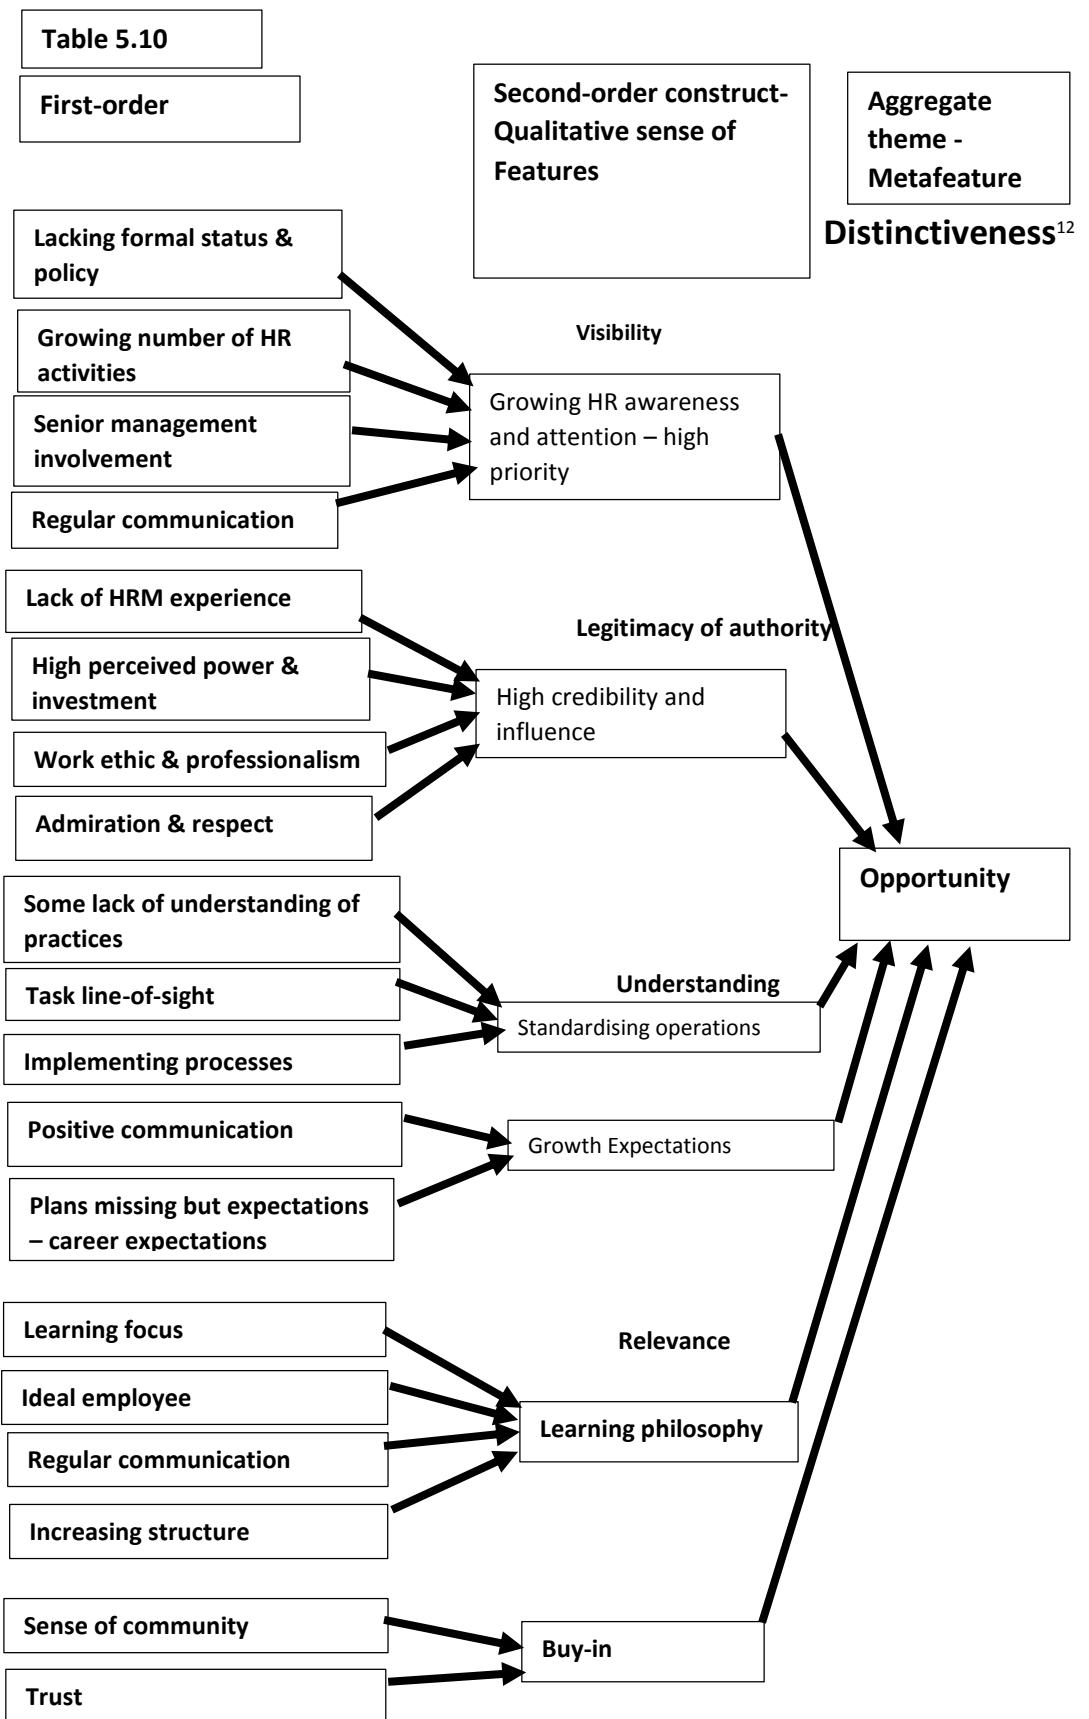 Table 5.10
First-order
Second-order construct-
Qualitative sense of
Features
Aggregate
theme -
Metafeature
Distinctiveness12
Lacking formal status &
policy
Growing number of HR
activities
Senior management
involvement
Regular communication
Visibility
Growing HR awareness
and attention – high
priority
Lack of HRM experience
High perceived power &
investment
Work ethic & professionalism
Admiration & respect
Legitimacy of authority
High credibility and
influence
Opportunity
Some lack of understanding of
practices
Task line-of-sight
Implementing processes
Understanding
Standardising operations
Positive communication
Plans missing but expectations
– career expectations
Growth Expectations
Learning focus
Ideal employee
Regular communication
Increasing structure
Relevance
Learning philosophy
Sense of community
Trust
Buy-in